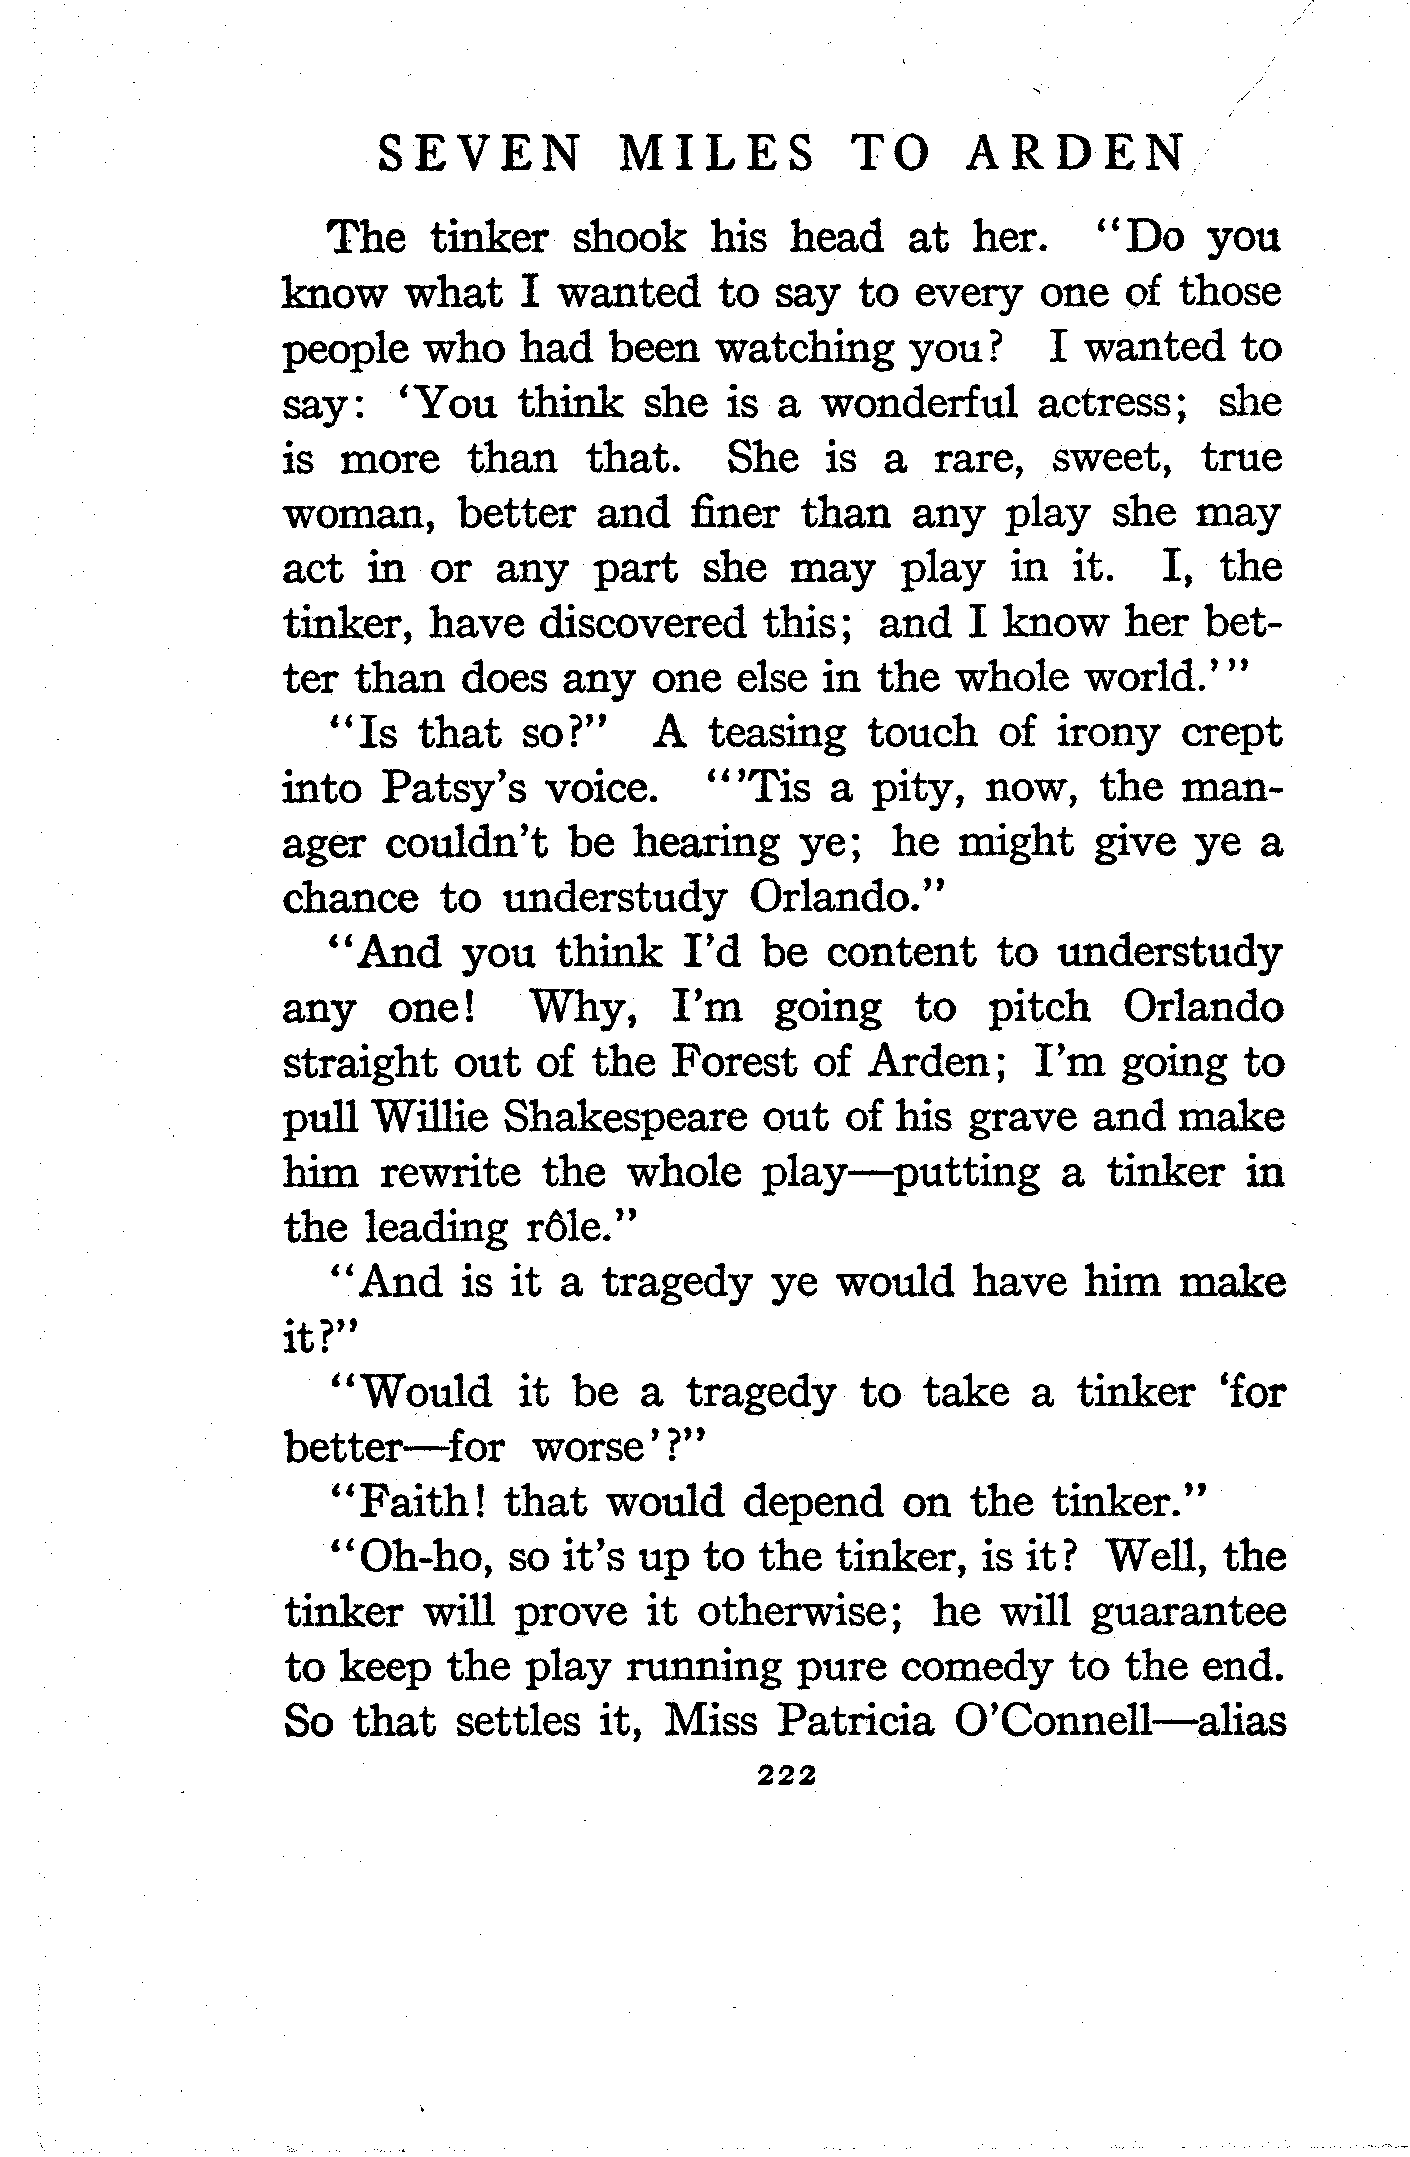 SEVEN MILES TO ARDEN
The tinker shook his head at her. “Do you
know what I wanted to say to every one of those
people who had been watching you? I wanted to
say: ‘You think she is a wonderful actress; she
is more than that. She is a rare, sweet, true
woman, better and finer than any play she may
act in or any part she may play in it. I, the
tinker, have discovered this; and I know her bet-
ter than does any one else in the whole world.’”
“Is that so?” A teasing touch of irony crept
into Patsy’s voice. “’Tis a pity, now, the man-
ager couldn’t be hearing ye; he might give ye a
chance to understudy Orlando.”
“And you think I’d be content to understudy
any one! Why, I’m going to pitch Orlando
straight out of the Forest of Arden; I’m going to
pull Willie Shakespeare out of his grave and make
him rewrite the whole play—putting a tinker in
the leading rôle.”
“And is it a tragedy ye would have him make
it?”
“Would it be a tragedy to take a tinker ‘for
better—for worse’?”
“Faith! that would depend on the tinker.”
“Oh-ho, so it’s up to the tinker, is it? Well, the
tinker will prove it otherwise; he will guarantee
to keep the play running pure comedy to the end.
So that settles it, Miss Patricia O’Connell—alias
222